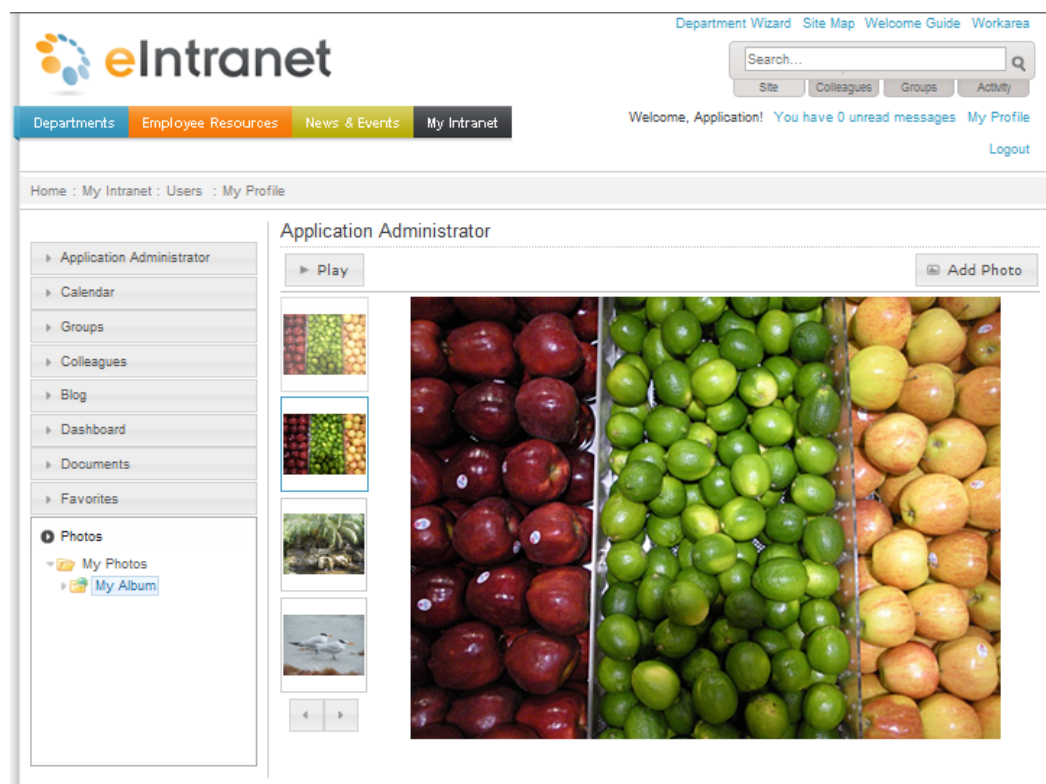 Department Wizard Site Map Welcome Guide Workarea
eIntranet
Search...
Site Colleagues Groups Activity
Departments Employee Resources News & Events My Intranet
Welcome, Application! You have 0 unread messages My Profile
Logout
Home : My Intranet : Users : My Profile
Application Administrator
Application Administrator
Calendar
Groups
Colleagues
Blog
Dashboard
Documents
Favorites
Photos
My Photos
My Album
Play
Add Photo